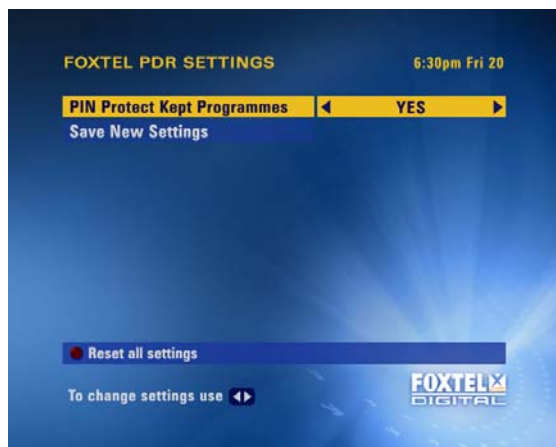 FOXTEL PDR SETTINGS 6:30pm Fri 20
PIN Protect Kept Programmes YES
Save New Settings
Reset all settings
To change settings use
FOXTEL
DIGITAL